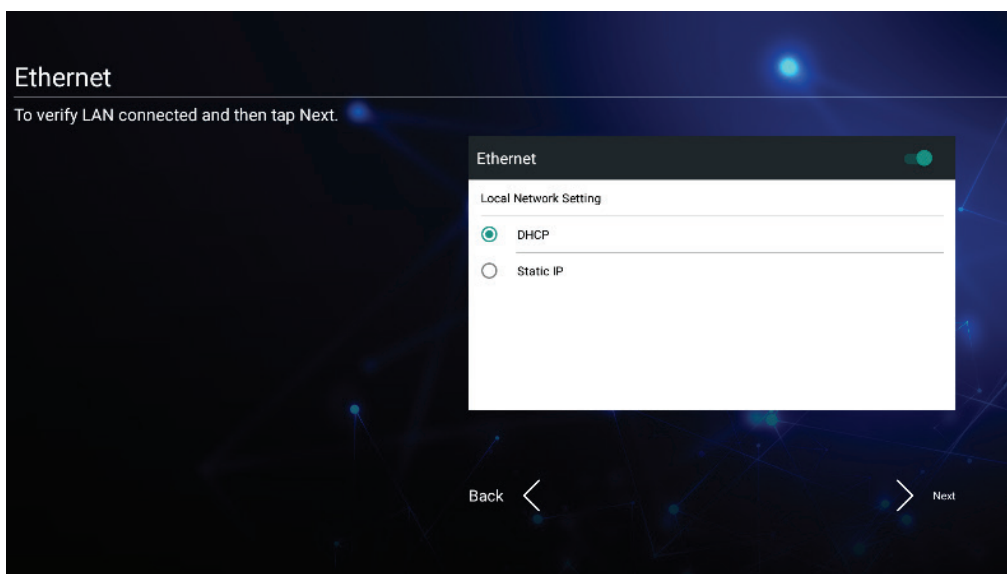 Ethernet
To verify LAN connected and then tap Next.
Ethernet
Local Network Setting
DHCP
Static IP
Back
Next